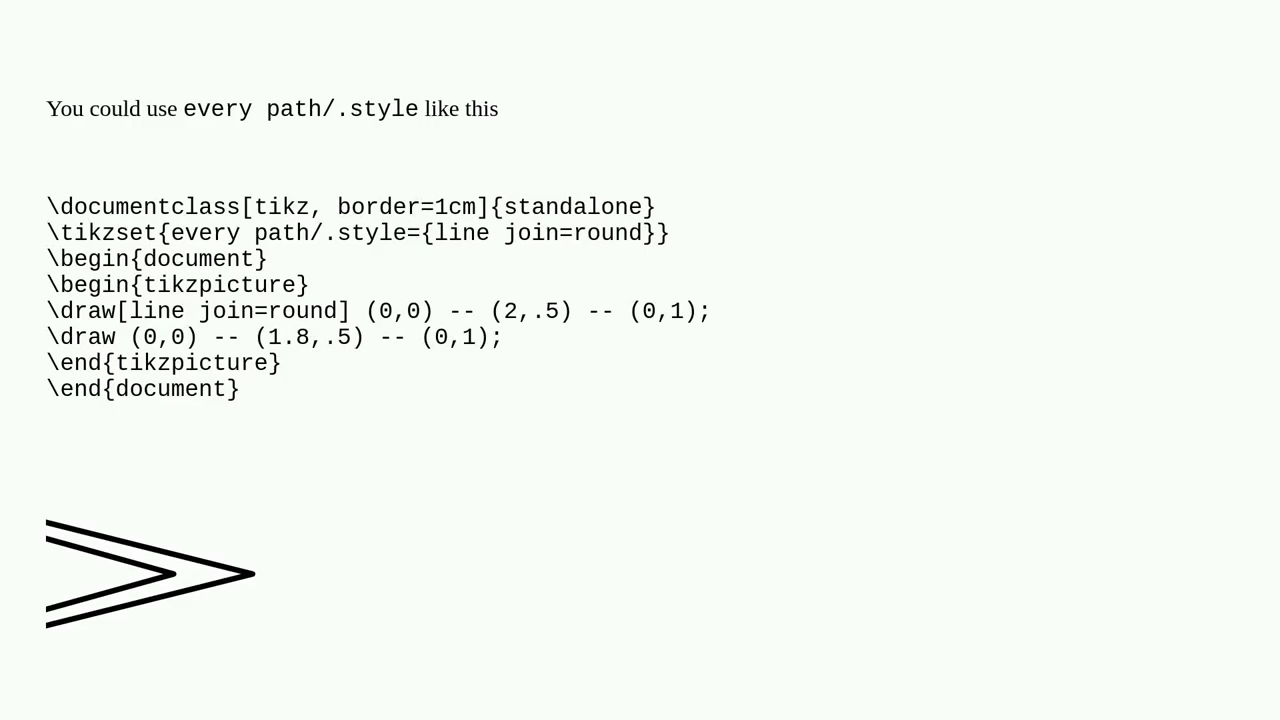 You could use every path/.style like this
\documentclass[tikz, border=1cm]{standalone}
\tikzset{every path/.style={line join=round}}
\begin{document}
\begin{tikzpicture}
\draw[line join=round] (0,0) -- (2,.5) -- (0,1);
\draw (0,0) -- (1.8,.5) -- (0,1);
\end{tikzpicture}
\end{document}